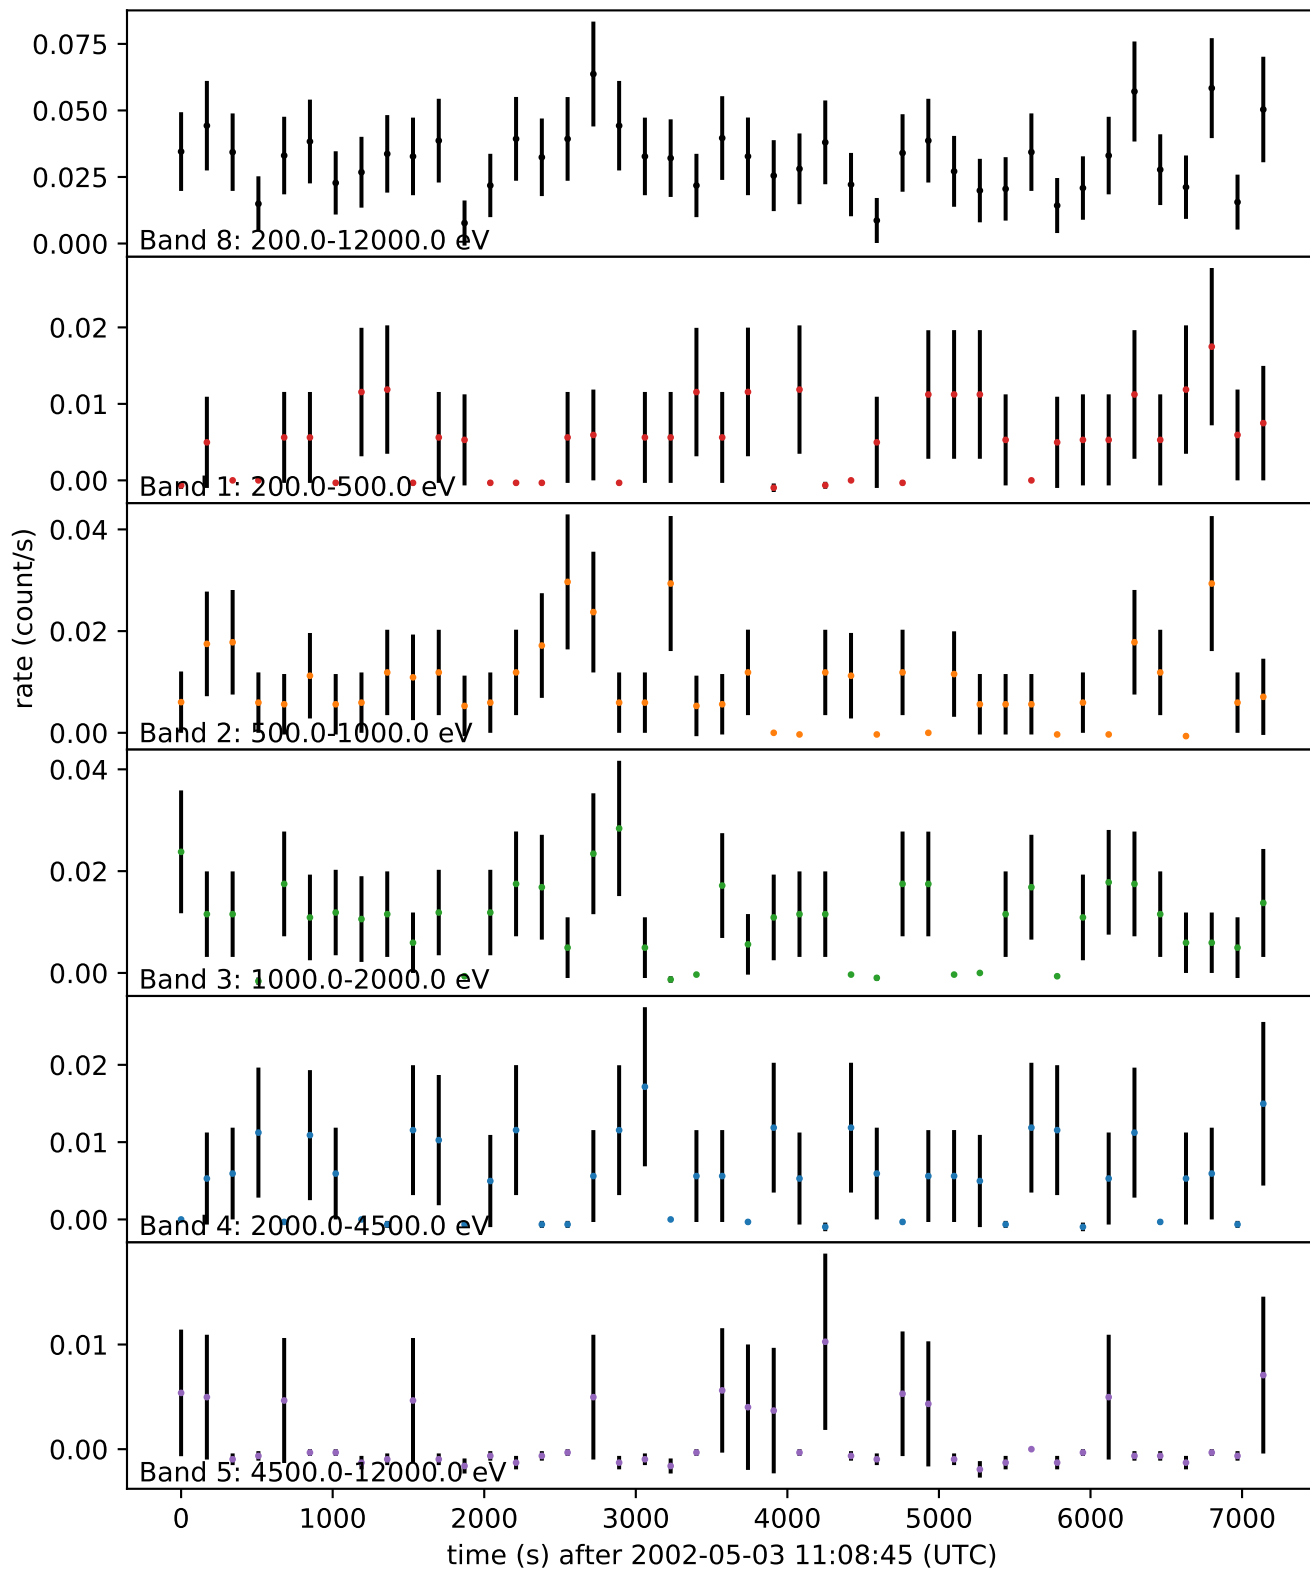 0.075
0.050
0.025
0.000
Band 8: 200.0-12000.0 eV
0.02
0.01
0.00
Band 1: 200.0-500.0 eV
0.04
0.02
0.00
Band 2: 500.0-1000.0 eV
rate (count/s)
0.04
0.02
0.00
Band 3: 1000.0-2000.0 eV
0.02
0.01
0.00
Band 4: 2000.0-4500.0 eV
0.01
0.00
Band 5: 4500.0-12000.0 eV
0 1000 2000 3000 4000 5000 6000 7000
time (s) after 2002-05-03 11:08:45 (UTC)